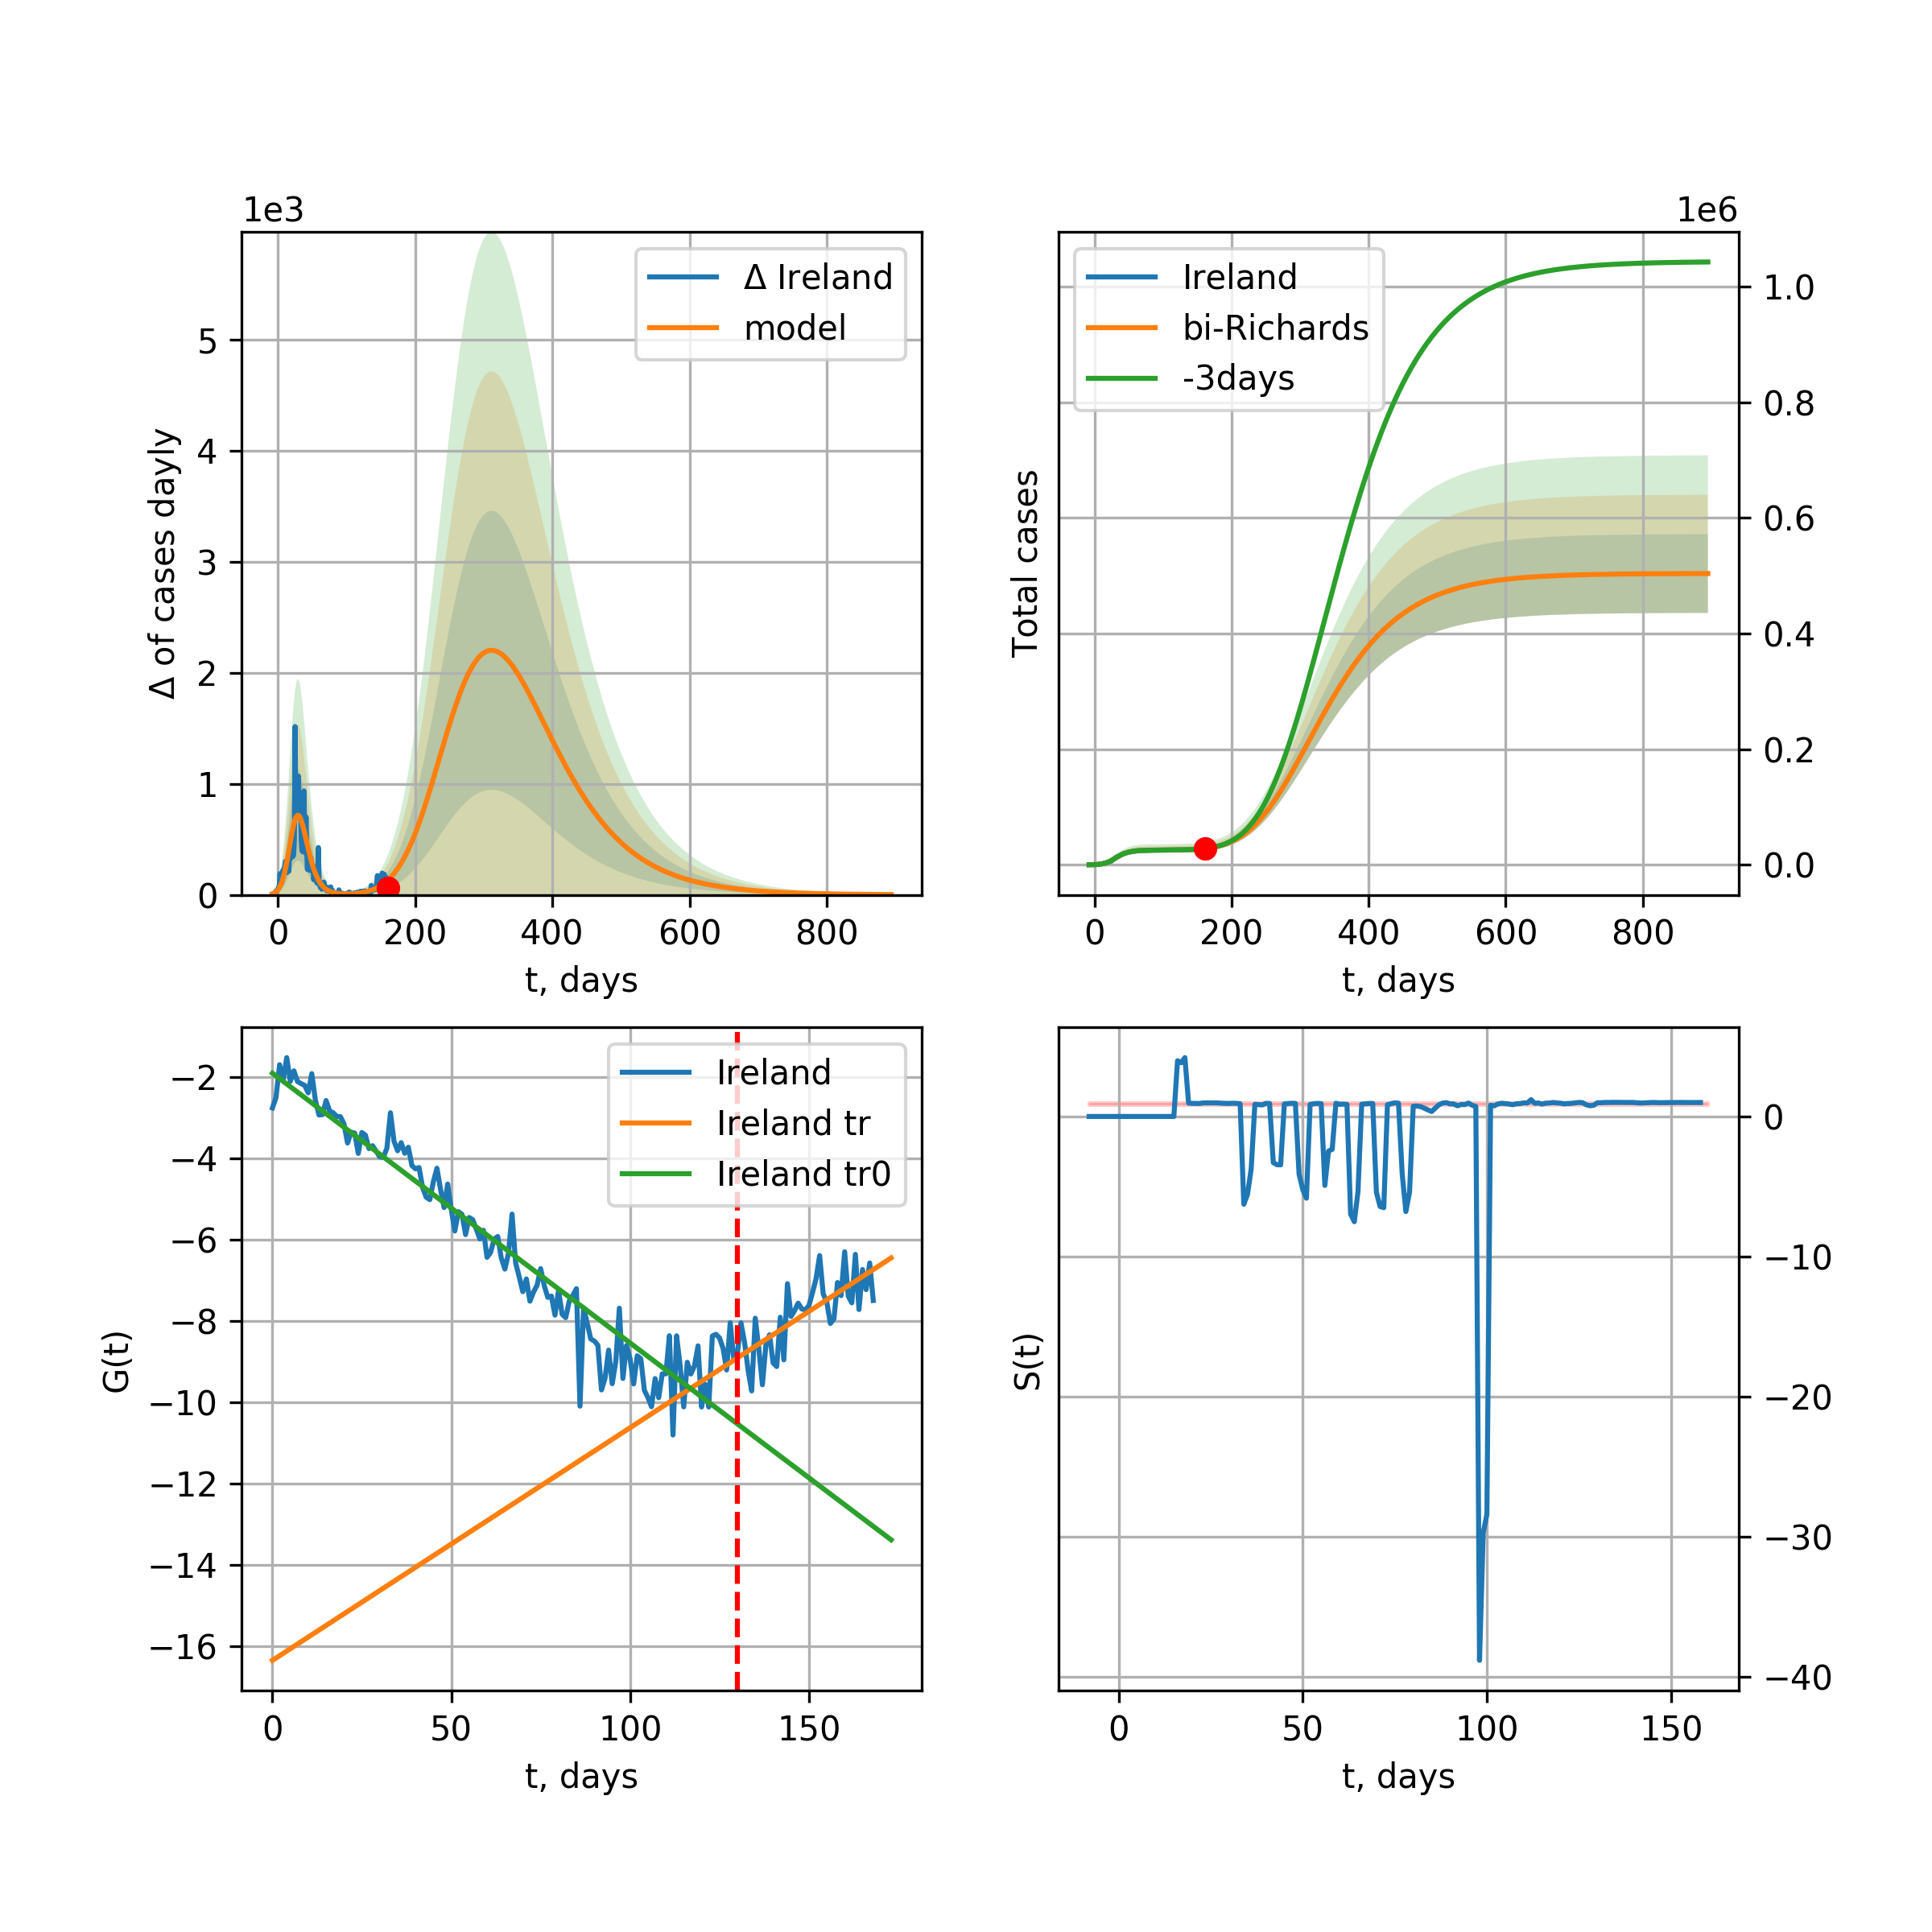 1e3
Δ of cases dayly
5
4
3
2
1
0
Δ Ireland
model
0 200 400 600 800
t, days
1e6
Total cases
Ireland
bi-Richards
-3days
1.0
0.8
0.6
0.4
0.2
0.0
0 200 400 600 800
t, days
G(t)
−2
−4
−6
−8
−10
−12
−14
−16
Ireland
Ireland tr
Ireland tr0
0 50 100 150
t, days
S(t)
0
−10
−20
−30
−40
0 50 100 150
t, days